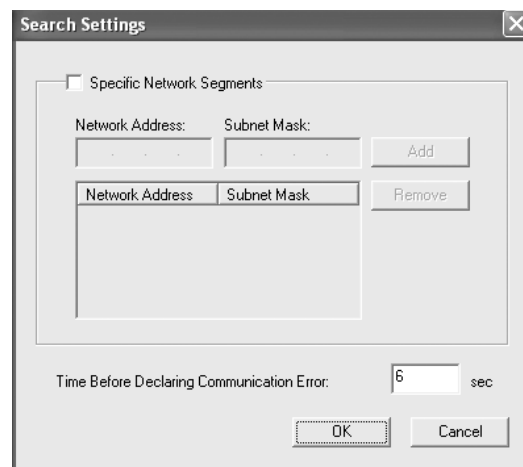 Search Settings
Specific Network Segments
Network Address: Subnet Mask:
. . . . . . Add
Network Address Subnet Mask Remove
Time Before Declaring Communication Error: 6 sec
OK Cancel